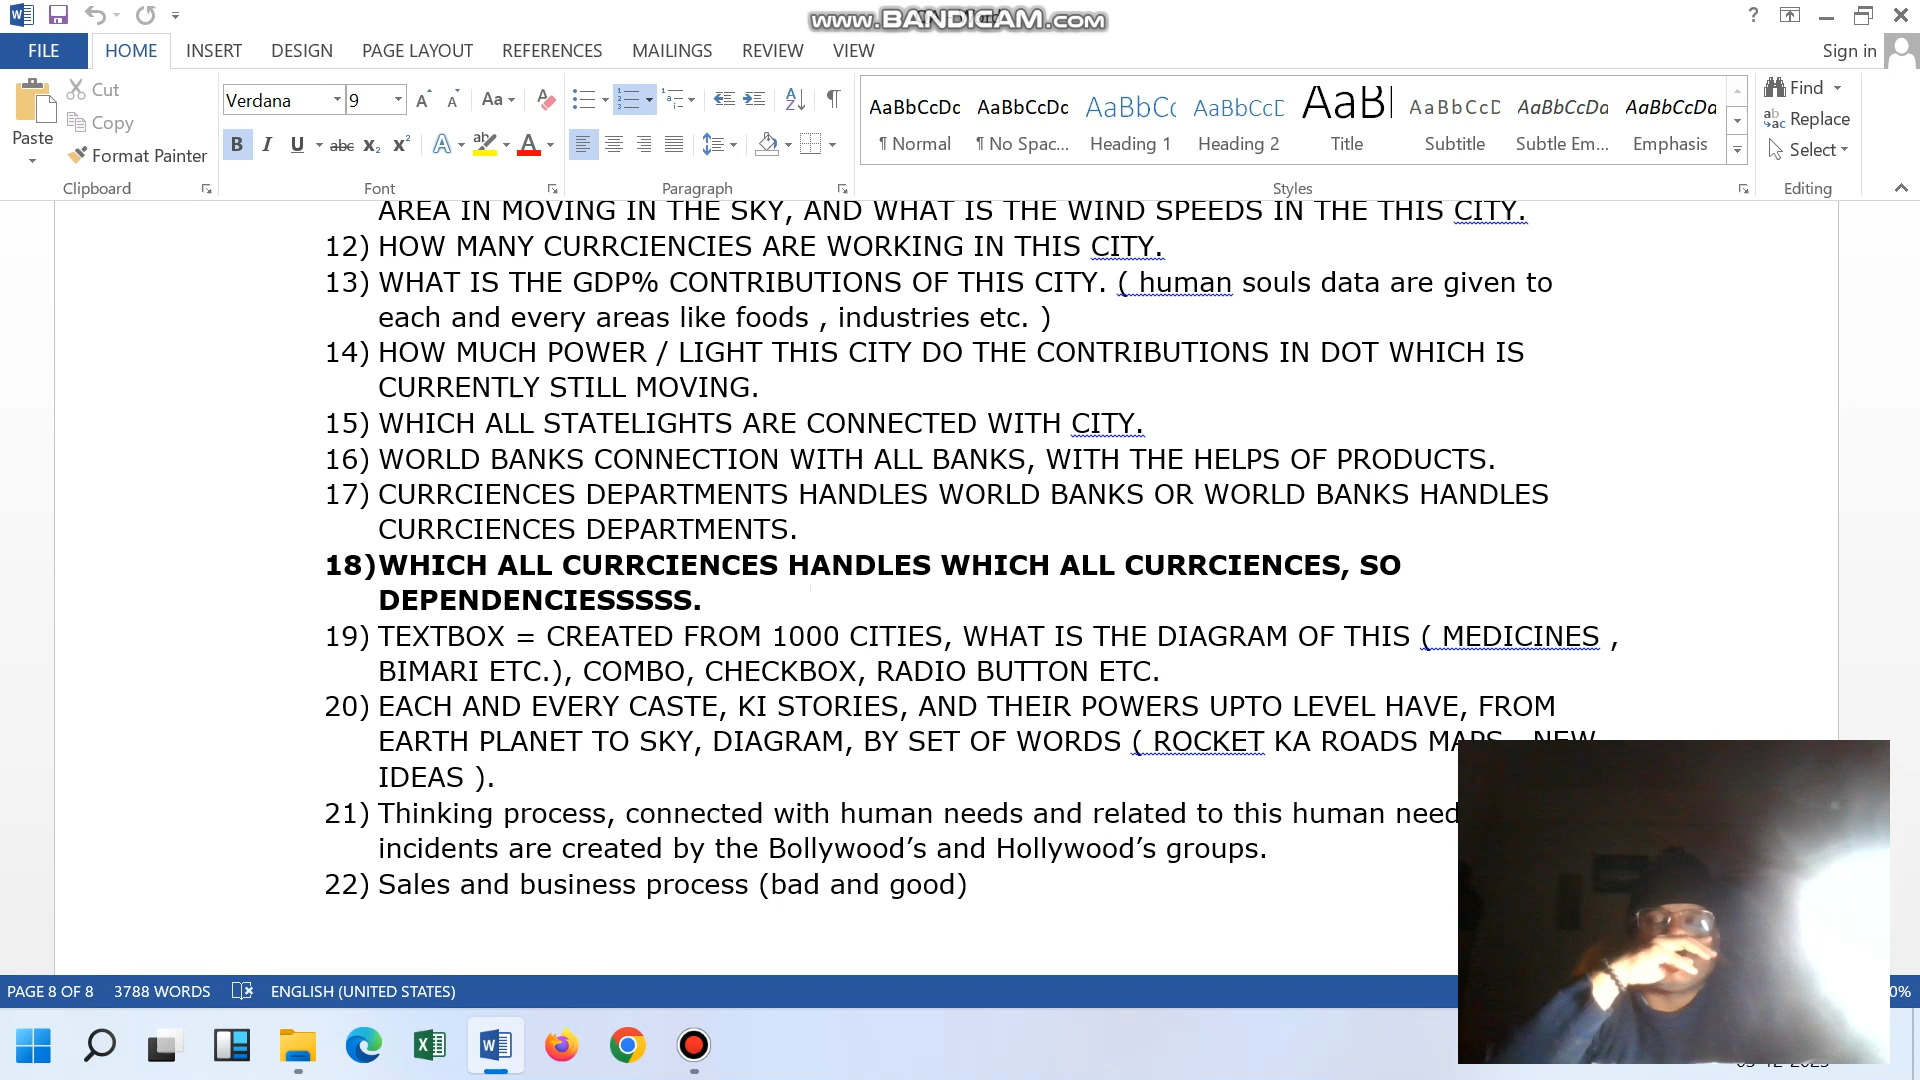 www.BANDICAM.com
? 
FILE HOME INSERT DESIGN PAGE LAYOUT REFERENCES MAILINGS REVIEW VIEW Sign in
Cut
Copy
Paste
Format Painter
Verdana 9
Aa
B I U abc X₂ X² A ab A
AaBbCcDc AaBbCcDc AaBbC AaBbCcD AaB AaBbCcD AaBbCcDa AaBbCcDa
¶ Normal ¶ No Spac... Heading 1 Heading 2 Title Subtitle Subtle Em... Emphasis
Find
Replace
Select
Clipboard Font Paragraph Styles Editing
AREA IN MOVING IN THE SKY, AND WHAT IS THE WIND SPEEDS IN THE THIS CITY.
12) HOW MANY CURRCIENCIES ARE WORKING IN THIS CITY.
13) WHAT IS THE GDP% CONTRIBUTIONS OF THIS CITY. ( human souls data are given to
each and every areas like foods , industries etc. )
14) HOW MUCH POWER / LIGHT THIS CITY DO THE CONTRIBUTIONS IN DOT WHICH IS
CURRENTLY STILL MOVING.
15) WHICH ALL STATELIGHTS ARE CONNECTED WITH CITY.
16) WORLD BANKS CONNECTION WITH ALL BANKS, WITH THE HELPS OF PRODUCTS.
17) CURRCIENCES DEPARTMENTS HANDLES WORLD BANKS OR WORLD BANKS HANDLES
CURRCIENCES DEPARTMENTS.
18) WHICH ALL CURRCIENCES HANDLES WHICH ALL CURRCIENCES, SO
DEPENDENCIESSSSS.
19) TEXTBOX = CREATED FROM 1000 CITIES, WHAT IS THE DIAGRAM OF THIS ( MEDICINES ,
BIMARI ETC.), COMBO, CHECKBOX, RADIO BUTTON ETC.
20) EACH AND EVERY CASTE, KI STORIES, AND THEIR POWERS UPTO LEVEL HAVE, FROM
EARTH PLANET TO SKY, DIAGRAM, BY SET OF WORDS ( ROCKET KA ROADS MAPS NEW
IDEAS ).
21) Thinking process, connected with human needs and related to this human need
incidents are created by the Bollywood’s and Hollywood’s groups.
22) Sales and business process (bad and good)
PAGE 8 OF 8 3788 WORDS ENGLISH (UNITED STATES) 0%